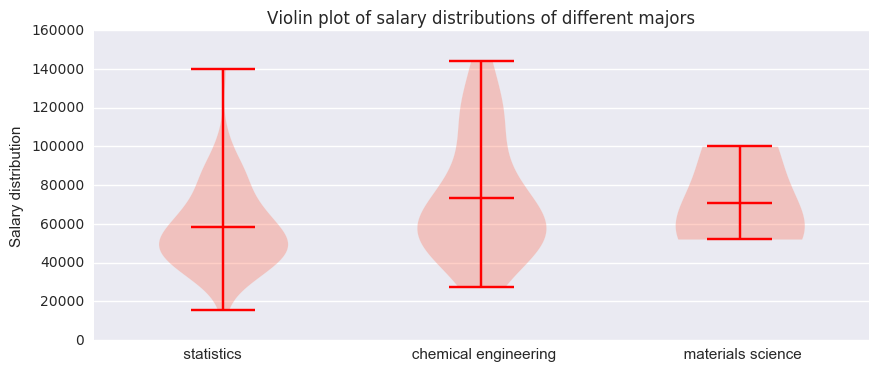 Violin plot of salary distributions of different majors
160000
140000
120000
100000
80000
60000
40000
20000
0
Salary distribution
statistics
chemical engineering
materials science